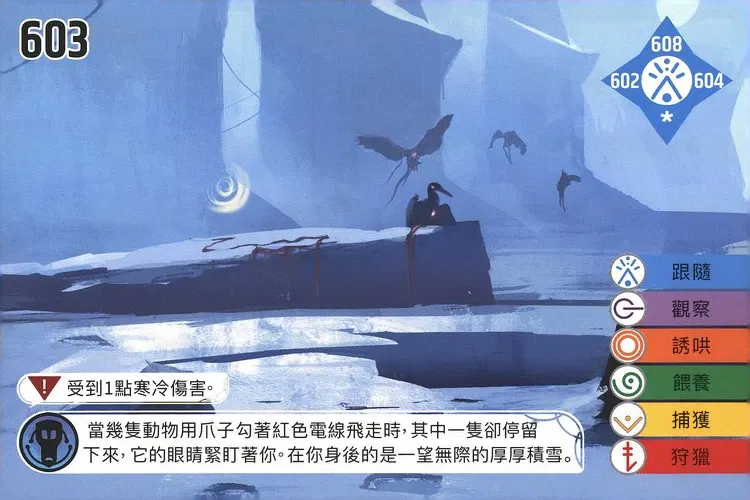 603
608
602
604
*
跟隨
觀察
誘哄
餵養
捕獲
狩獵
! 受到1點寒冷傷害。
當幾隻動物用爪子勾著紅色電線飛走時,其中一隻卻停留
下來,它的眼睛緊盯著你。在你身後的是一望無際的厚厚積雪。